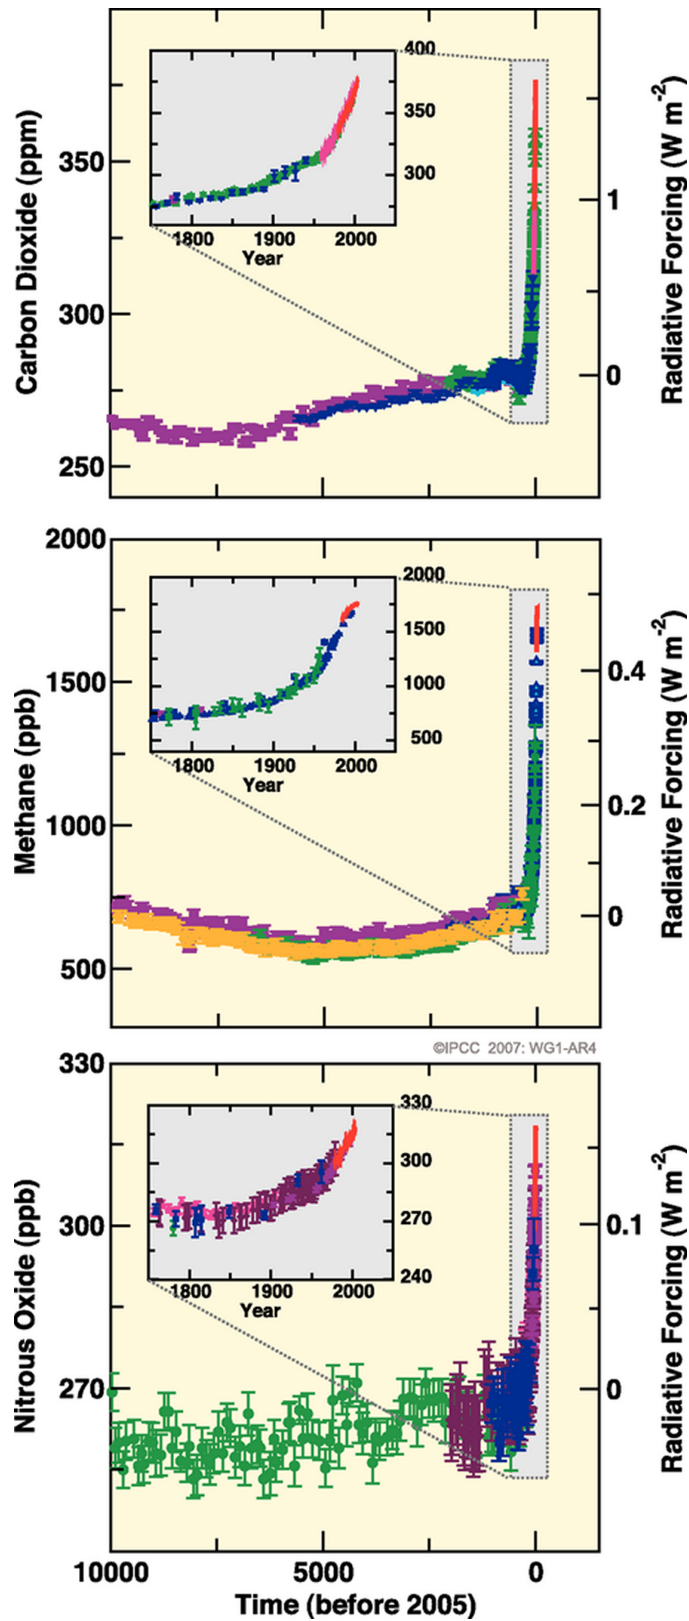 400
350
300
1800 1900 2000
Year
Carbon Dioxide (ppm)
350
300
250
1
0
Radiative Forcing (W m-2)
2000
1500
1000
500
1800 1900 2000
Year
Methane (ppb)
2000
1500
1000
500
0.4
0.2
0
Radiative Forcing (W m-2)
©IPCC 2007: WG1-AR4
330
300
270
240
1800 1900 2000
Year
Nitrous Oxide (ppb)
330
300
270
0.1
0
Radiative Forcing (W m-2)
10000 5000 0
Time (before 2005)